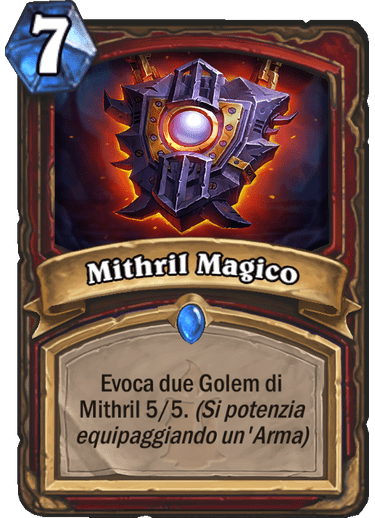 7
Mithril Magico
Evoca due Golem di
Mithril 5/5. (Si potenzia
equipaggiando un'Arma)